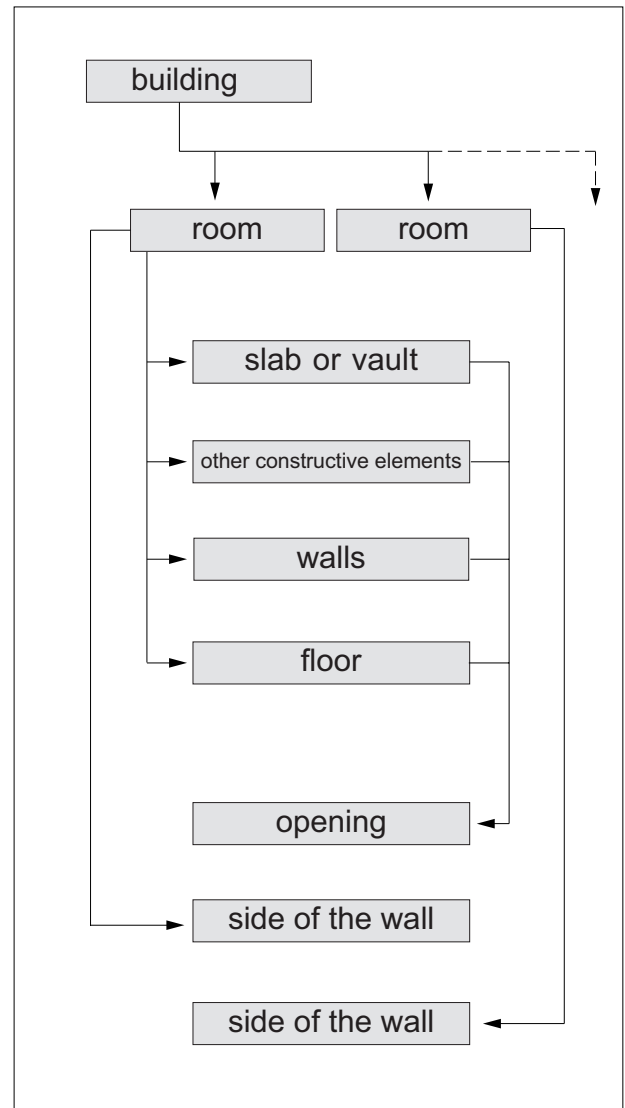 building
room
room
slab or vault
other constructive elements
walls
floor
opening
side of the wall
side of the wall